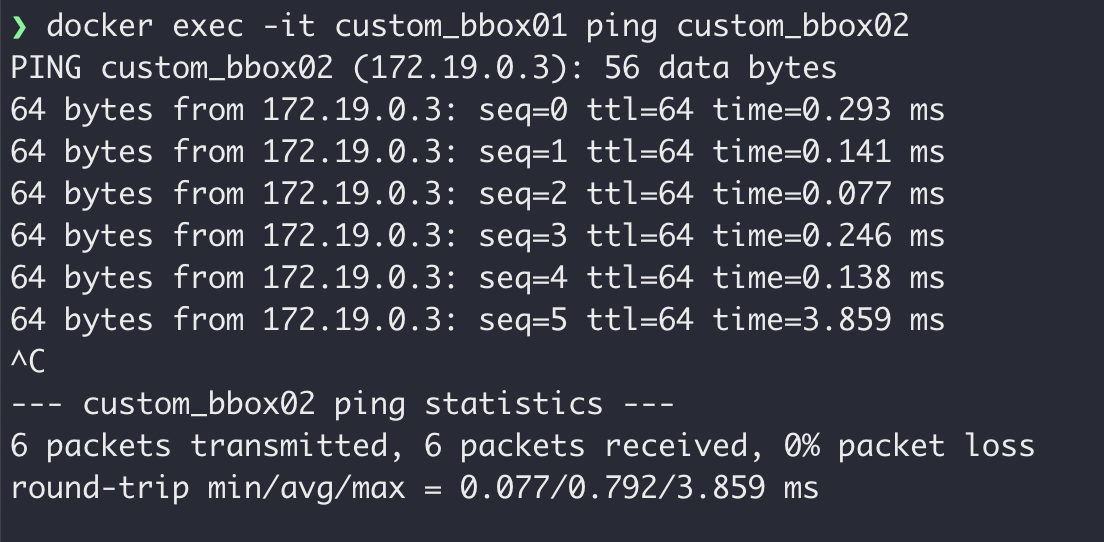 ❯ docker exec -it custom_bbox01 ping custom_bbox02
PING custom_bbox02 (172.19.0.3): 56 data bytes
64 bytes from 172.19.0.3: seq=0 ttl=64 time=0.293 ms
64 bytes from 172.19.0.3: seq=1 ttl=64 time=0.141 ms
64 bytes from 172.19.0.3: seq=2 ttl=64 time=0.077 ms
64 bytes from 172.19.0.3: seq=3 ttl=64 time=0.246 ms
64 bytes from 172.19.0.3: seq=4 ttl=64 time=0.138 ms
64 bytes from 172.19.0.3: seq=5 ttl=64 time=3.859 ms
^C
--- custom_bbox02 ping statistics ---
6 packets transmitted, 6 packets received, 0% packet loss
round-trip min/avg/max = 0.077/0.792/3.859 ms